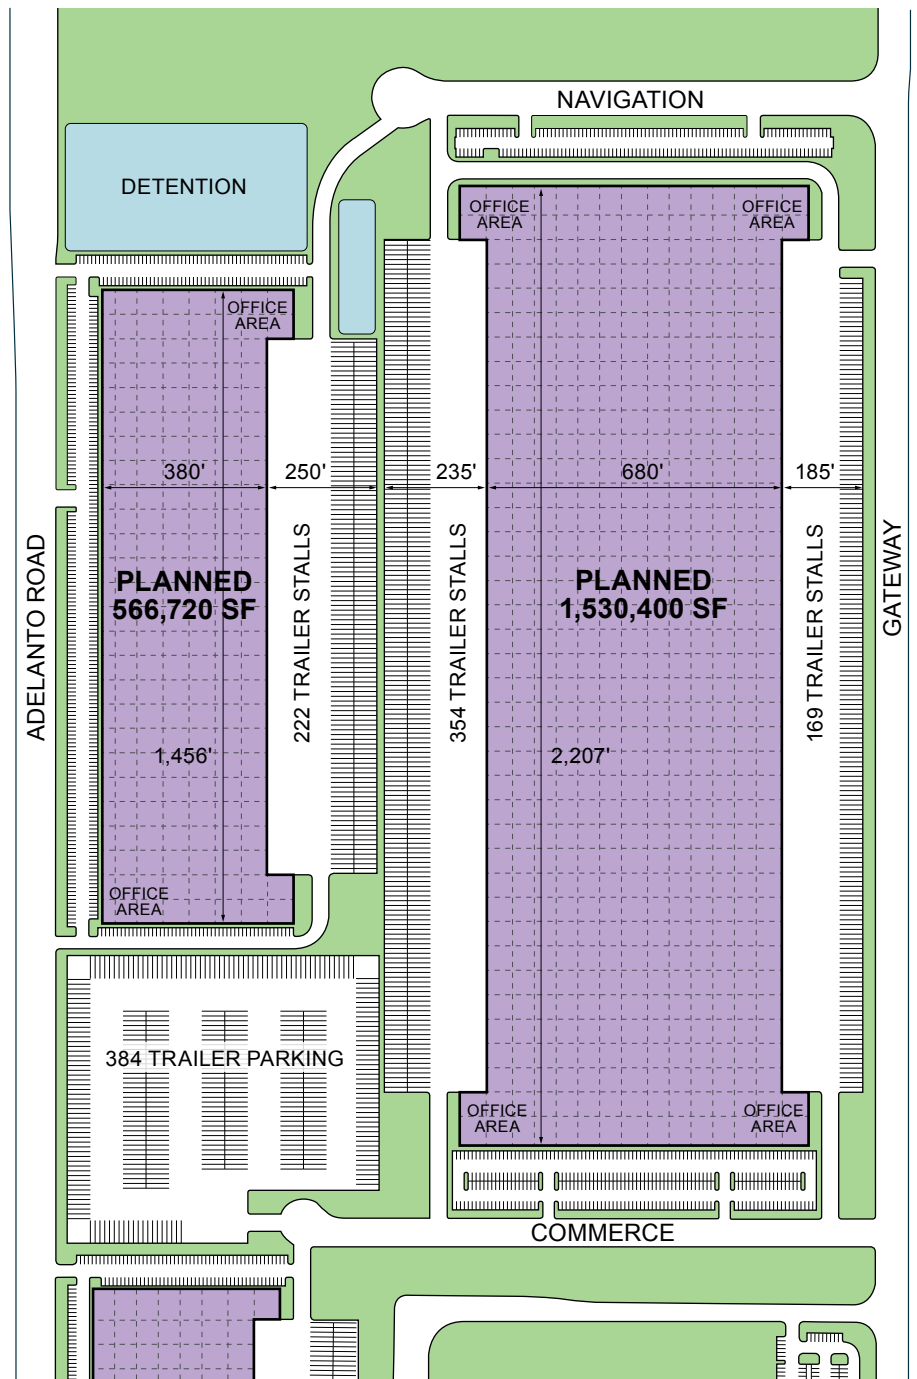 NAVIGATION
DETENTION
OFFICE
AREA
OFFICE
AREA
OFFICE
AREA
380'
250'
235'
680'
185'
ADELANTO ROAD
PLANNED
566,720 SF
222 TRAILER STALLS
354 TRAILER STALLS
PLANNED
1,530,400 SF
169 TRAILER STALLS
GATEWAY
1,456'
2,207'
OFFICE
AREA
384 TRAILER PARKING
OFFICE
AREA
OFFICE
AREA
COMMERCE